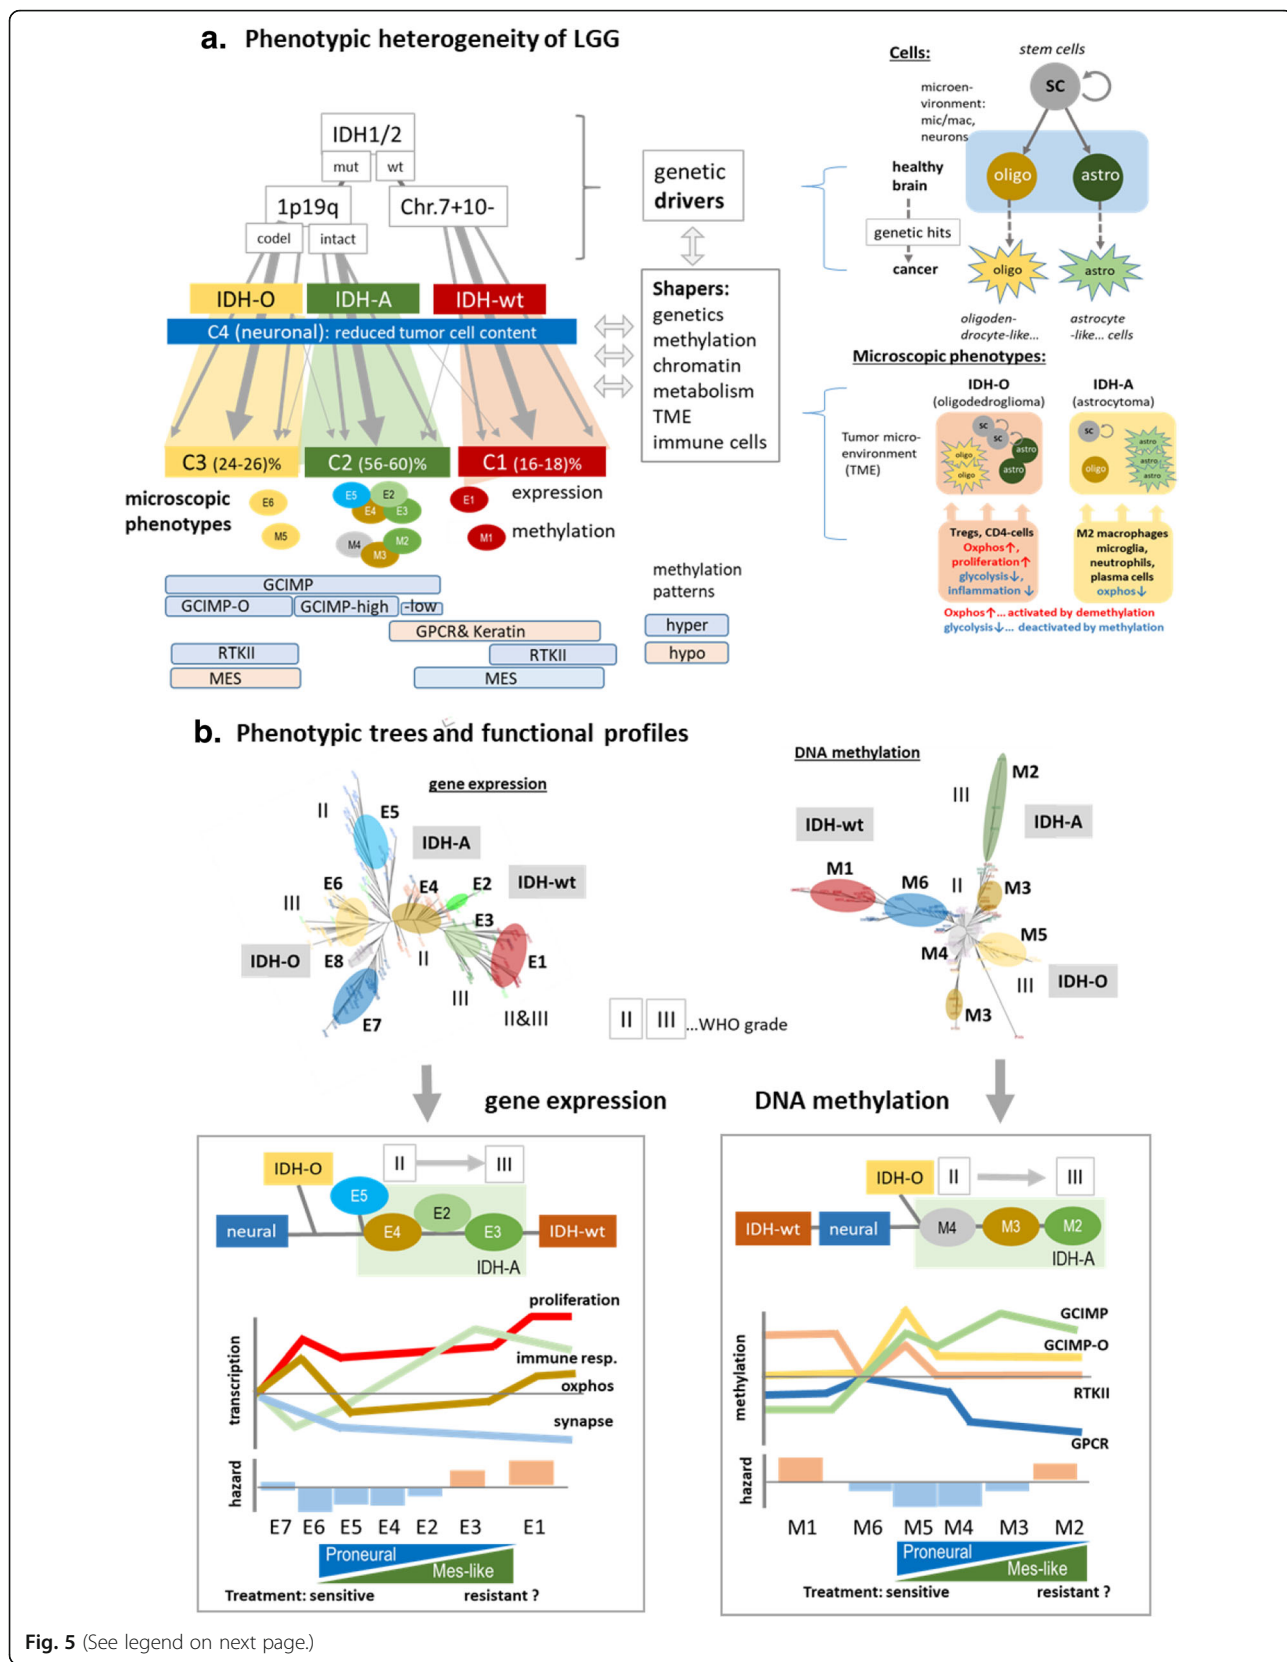 a. Phenotypic heterogeneity of LGG
IDH1/2
mut
wt
1p19q
Chr.7+10-
codel
intact
IDH-O
IDH-A
IDH-wt
C4 (neuronal): reduced tumor cell content
C3 (24-26)%
C2 (56-60)%
C1 (16-18)%
microscopic
phenotypes
E6
M5
E5
E2
E4
E3
M4
M2
M3
E1
expression
M1
methylation
GCIMP
GCIMP-O
GCIMP-high
-low
GPCR& Keratin
RTKII
RTKII
MES
MES
methylation
patterns
hyper
hypo
genetic
drivers
Shapers:
genetics
methylation
chromatin
metabolism
TME
immune cells
Cells:
stem cells
SC
microen-
vironment:
mic/mac,
neurons
healthy
brain
oligo
astro
genetic hits
cancer
oligo
astro
oligoden-
drocyte-like...
astrocyte
-like... cells
Microscopic phenotypes:
IDH-O
(oligodedroglioma)
IDH-A
(astrocytoma)
Tumor micro-
environment
(TME)
SC
SC
oligo
oligo
astro
astro
SC
oligo
astro
astro
astro
Tregs, CD4-cells
Oxphos↑,
proliferation↑
glycolysis↓,
inflammation ↓
M2 macrophages
microglia,
neutrophils,
plasma cells
oxphos↓
Oxphos↑... activated by demethylation
glycolysis↓... deactivated by methylation
b. Phenotypic trees and functional profiles
gene expression
II
E5
IDH-A
E6
E4
E2
IDH-wt
III
E3
IDH-O
E8
II
E1
III
E7
II&III
DNA methylation
M2
III
IDH-wt
IDH-A
M1
M6
II
M3
M4
M5
III
IDH-O
M3
II
III
...WHO grade
gene expression
DNA methylation
IDH-O
II
III
E5
E2
neural
E4
E3
IDH-wt
IDH-A
proliferation
immune resp.
oxphos
synapse
transcription
hazard
E7 E6 E5 E4 E2 E3 E1
Proneural
Mes-like
Treatment: sensitive
resistant ?
IDH-O
II
III
IDH-wt
neural
M4
M3
M2
IDH-A
GCIMP
GCIMP-O
RTKII
GPCR
methylation
hazard
M1 M6 M5 M4 M3 M2
Proneural
Mes-like
Treatment: sensitive
resistant ?
Fig. 5 (See legend on next page.)